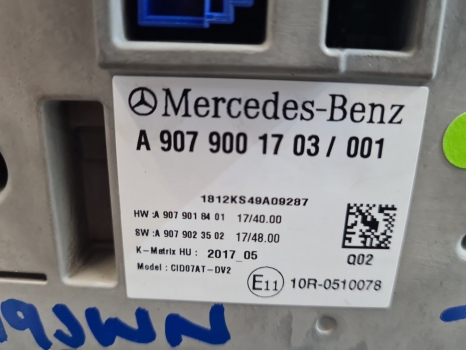 Mercedes-Benz
A 907 900 17 03 / 001
1812KS49A09287
HW :A 907 901 84 01 17/40.00
SW :A 907 902 35 02 17/48.00
K-Matrix HU : 2017_05
Model : CID07AT-DV2
Q02
E11 10R-0510078